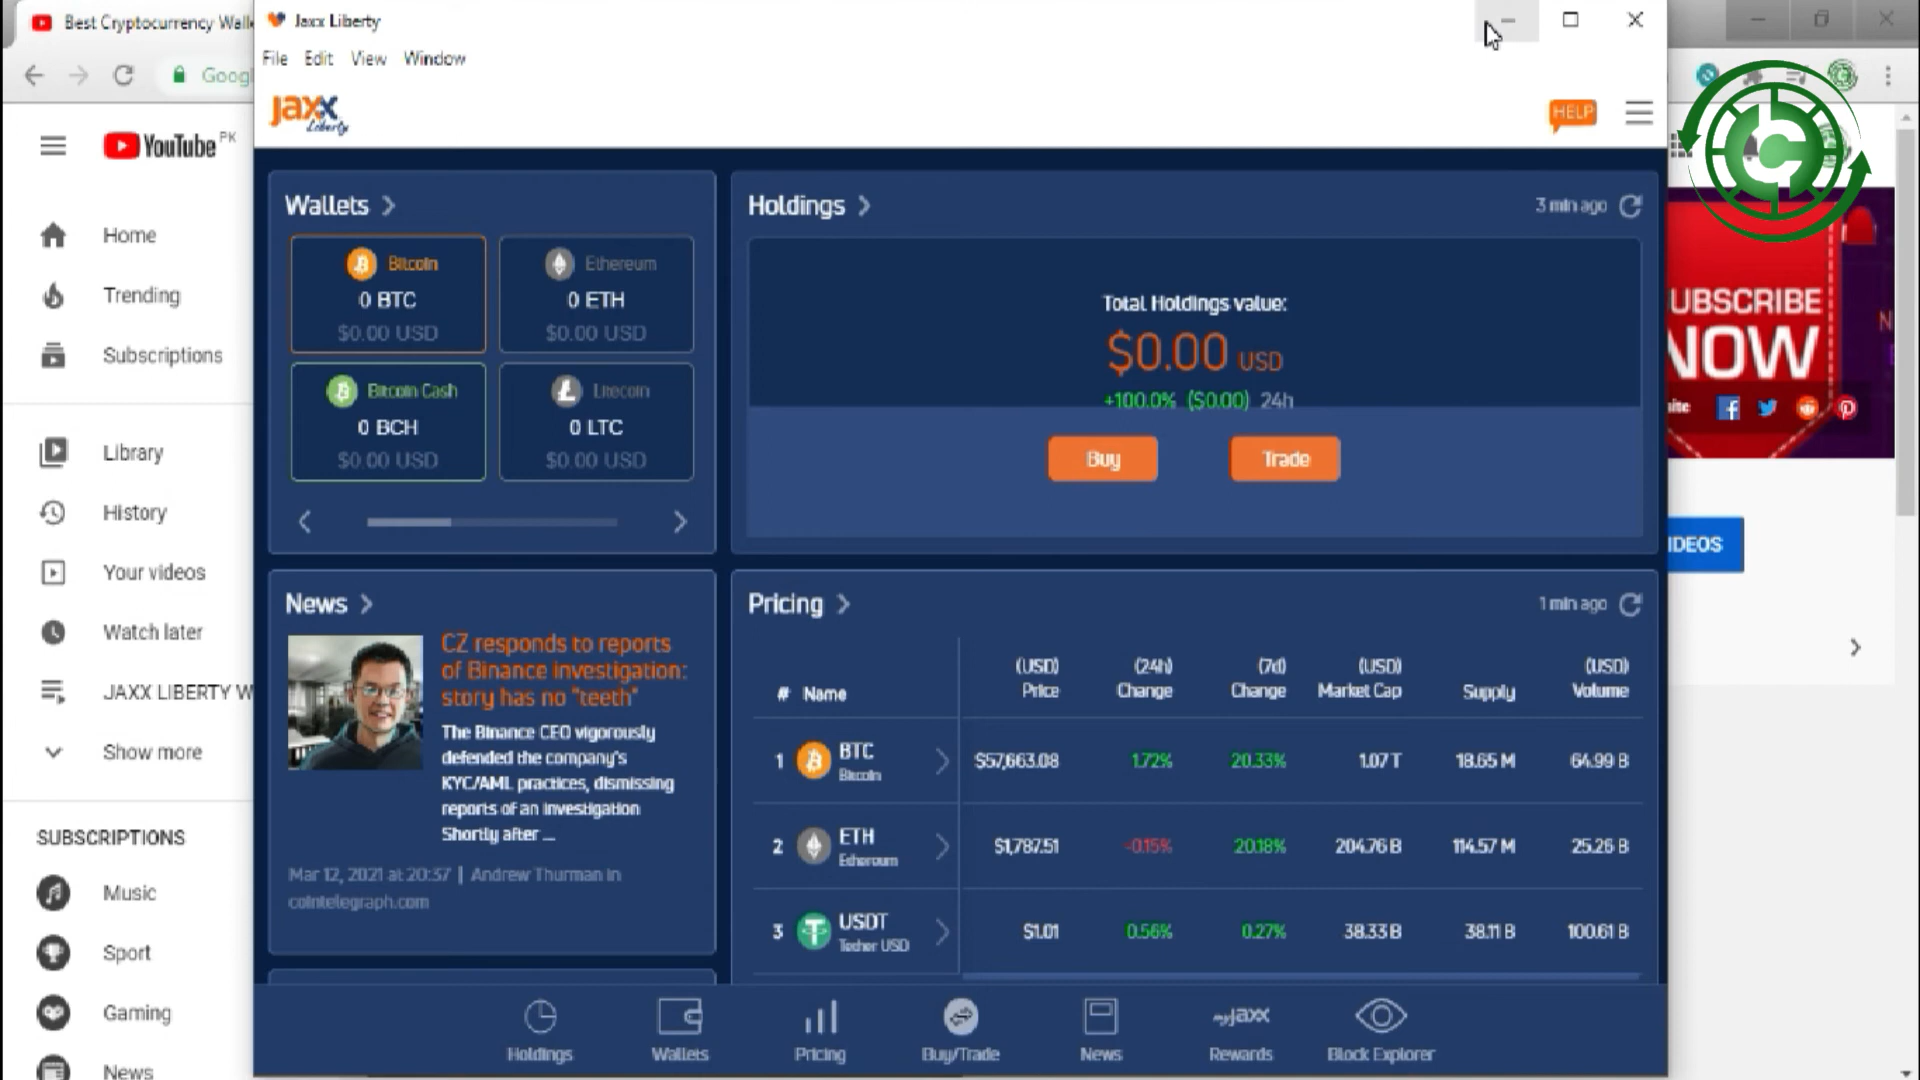 Best Cryptocurrency Wall
Jaxx Liberty
File Edit View Window
Goog
jaxx
Liberty
HELP
YouTube PK
Home
Trending
Subscriptions
Library
History
Your videos
Watch later
JAXX LIBERTY W
Show more
SUBSCRIPTIONS
Music
Sport
Gaming
News
Wallets
Bitcoin
0 BTC
$0.00 USD
Ethereum
0 ETH
$0.00 USD
Bitcoin Cash
0 BCH
$0.00 USD
Litecoin
0 LTC
$0.00 USD
Holdings
3 min ago
Total Holdings value:
$0.00 USD
+100.0% ($0.00) 24h
Buy Trade
News
CZ responds to reports
of Binance investigation:
story has no "teeth"
The Binance CEO vigorously
defended the company's
KYC/AML practices, dismissing
reports of an investigation
Shortly after ...
Mar 12, 2021 at 20:37 | Andrew Thurman in
cointelegraph.com
Pricing
1 min ago
# Name (USD) Price (24h) Change (7d) Change (USD) Market Cap Supply (USD) Volume
1 BTC Bitcoin $57,663.08 1.72% 20.33% 1.07 T 18.65 M 64.99 B
2 ETH Ethereum $1,787.51 -0.15% 20.18% 204.76 B 114.57 M 25.26 B
3 USDT Tether USD $1.01 0.56% 0.27% 38.33 B 38.11 B 100.61 B
Holdings
Wallets
Pricing
Buy/Trade
News
myJaxx
Rewards
Block Explorer
UBSCRIBE
NOW
N
ite
IDEOS